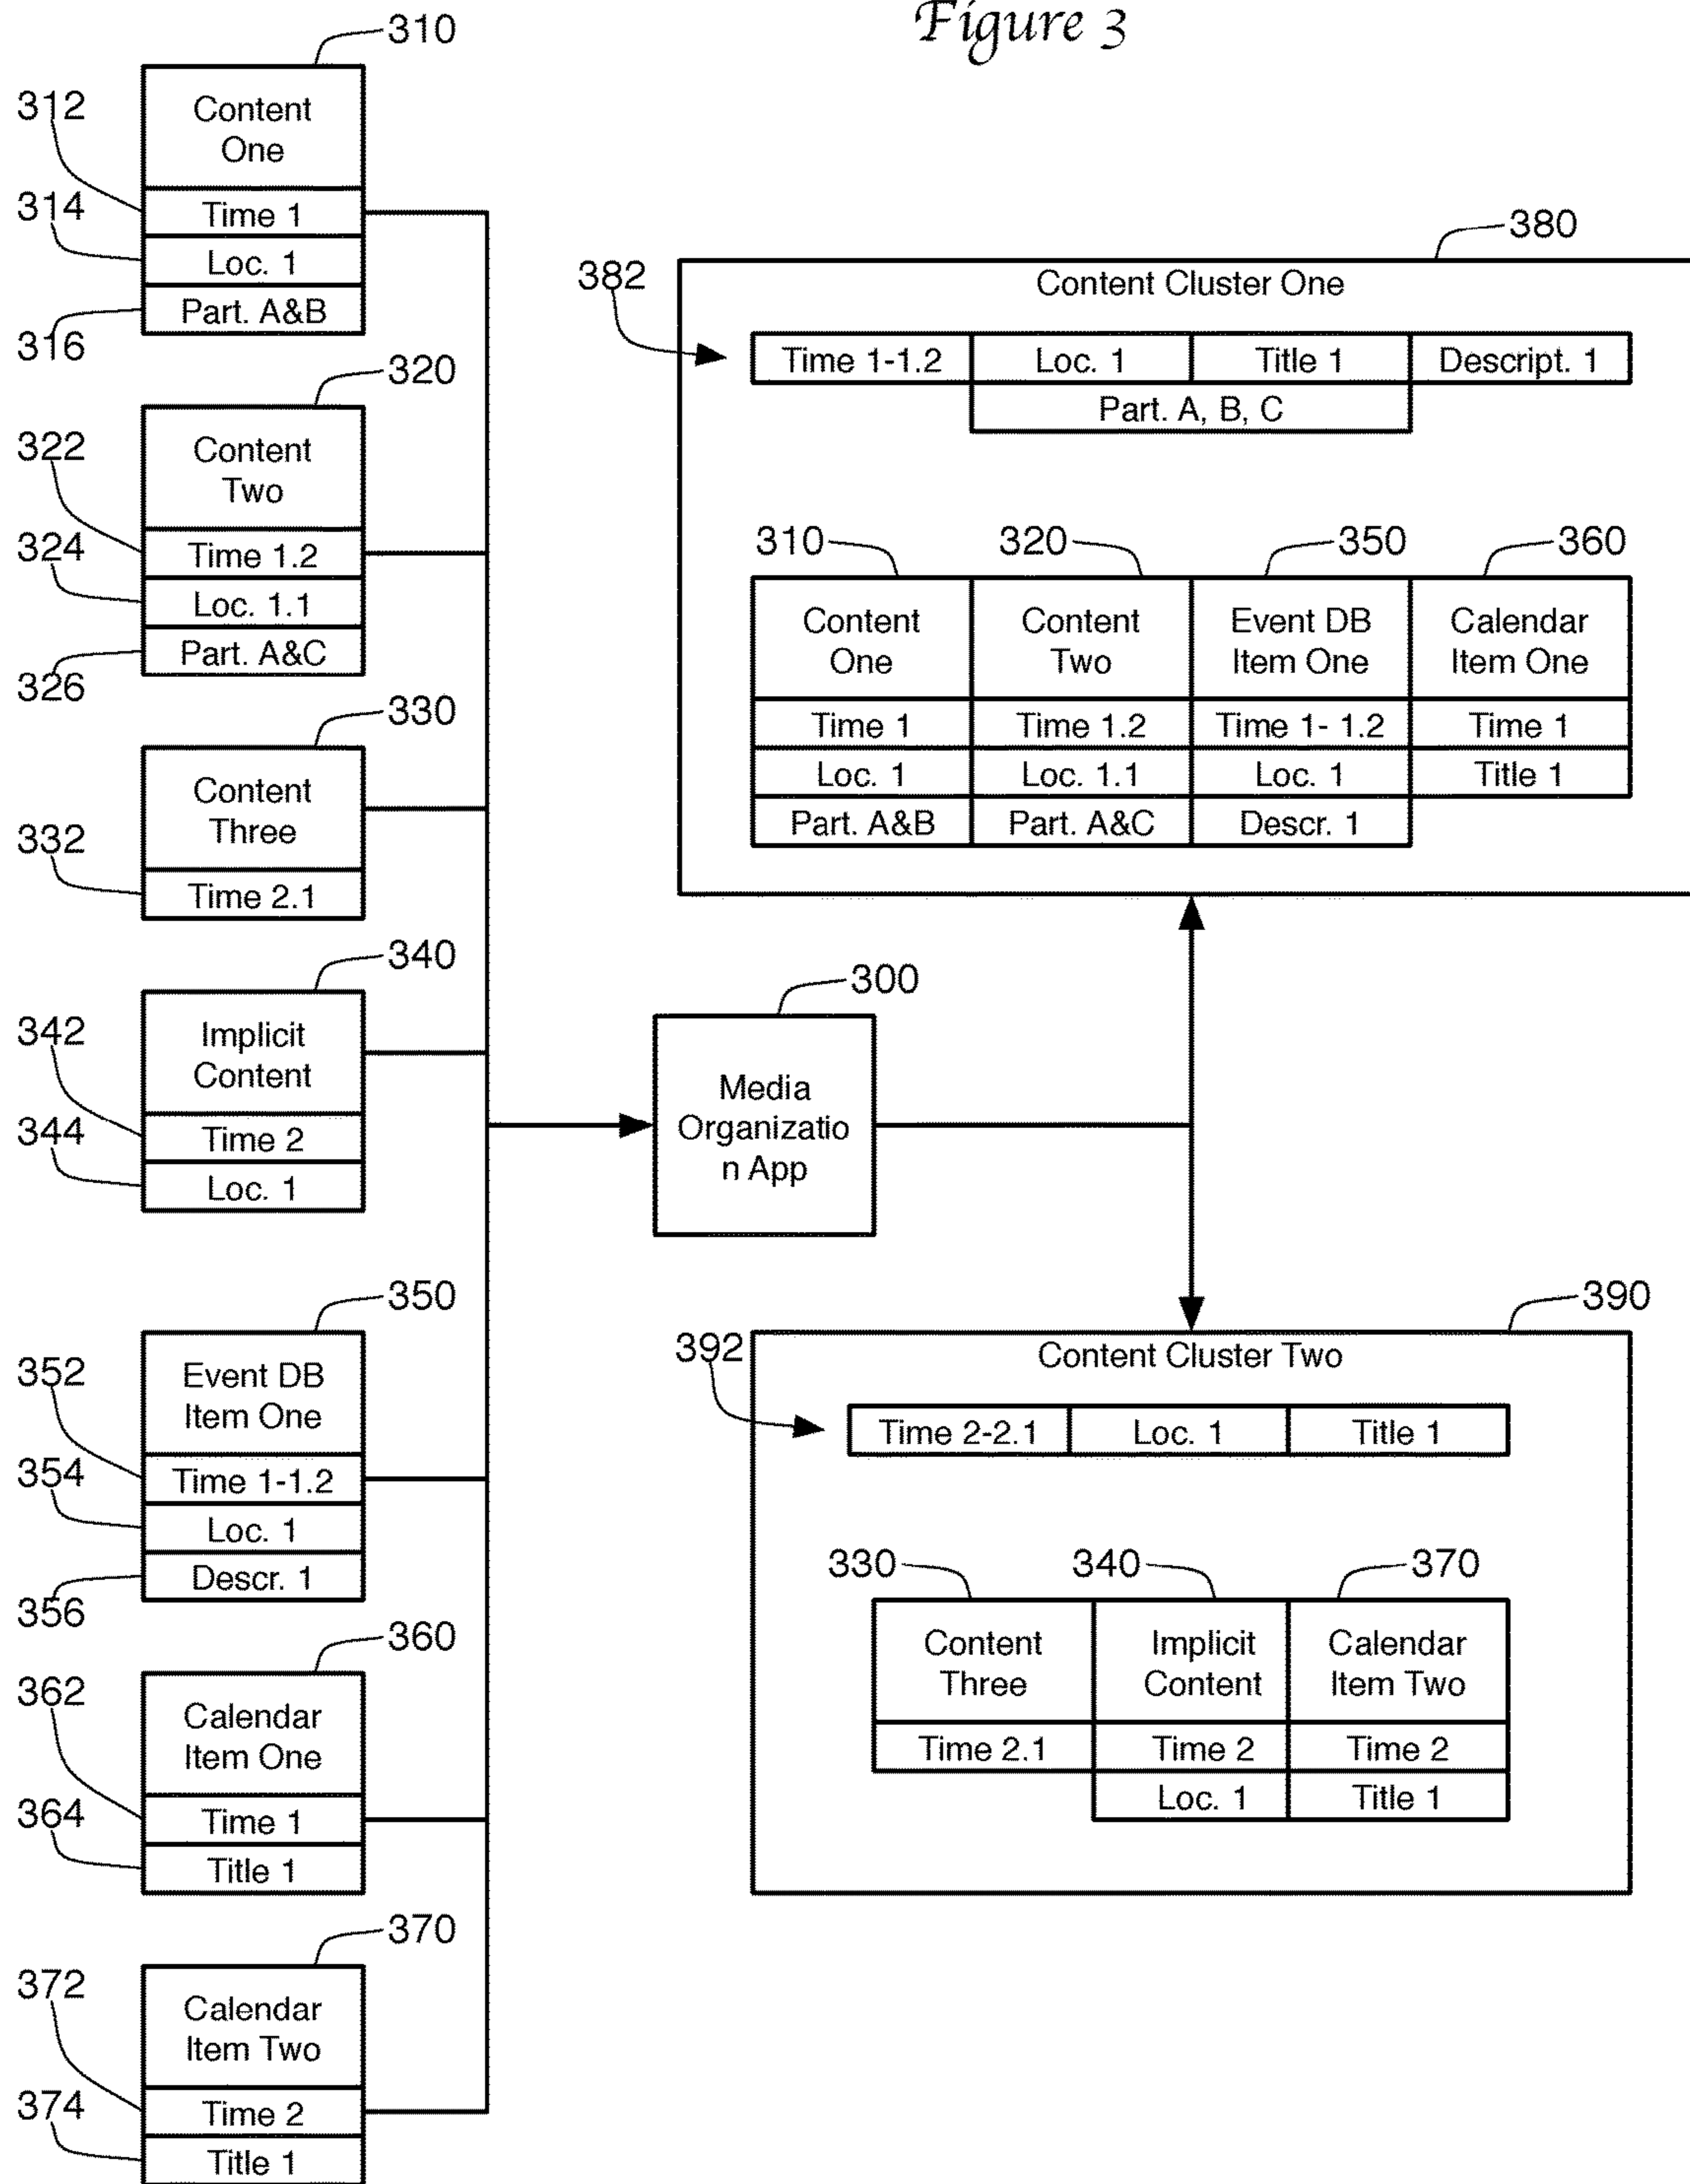 Figure 3
310
312
Content
One
314
Time 1
Loc. 1
316
Part. A&B
320
322
Content
Two
324
Time 1.2
Loc. 1.1
326
Part. A&C
330
Content
Three
332
Time 2.1
340
342
Implicit
Content
344
Time 2
Loc. 1
350
352
Event DB
Item One
354
Time 1-1.2
Loc. 1
356
Descr. 1
360
362
Calendar
Item One
364
Time 1
Title 1
370
372
Calendar
Item Two
374
Time 2
Title 1
300
Media
Organizatio
n App
380
Content Cluster One
382
Time 1-1.2 Loc. 1 Title 1 Descript. 1
Part. A, B, C
310 320 350 360
Content Content Event DB Calendar
One Two Item One Item One
Time 1 Time 1.2 Time 1- 1.2 Time 1
Loc. 1 Loc. 1.1 Loc. 1 Title 1
Part. A&B Part. A&C Descr. 1
390
Content Cluster Two
392
Time 2-2.1 Loc. 1 Title 1
330 340 370
Content Implicit Calendar
Three Content Item Two
Time 2.1 Time 2 Time 2
Loc. 1 Title 1